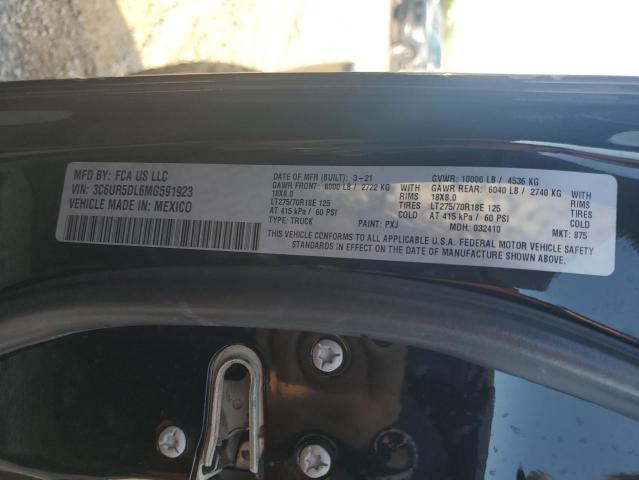 MFD BY: FCA US LLC
VIN: 3C6UR5DL6MG591923
VEHICLE MADE IN: MEXICO
DATE OF MFR (BUILT): 3-21
GAWR FRONT: 6000 LB / 2722 KG
18X8.0
LT275/70R18E 125
AT 415 kPa / 60 PSI
TYPE: TRUCK
PAINT: PXJ
GVWR: 10000 LB / 4536 KG
GAWR REAR: 6040 LB / 2740 KG
18X8.0
LT275/70R18E 125
AT 415 kPa / 60 PSI
WITH
RIMS
TIRES
COLD
WITH
RIMS
TIRES
COLD
MDH: 032410
MKT: 875
THIS VEHICLE CONFORMS TO ALL APPLICABLE U.S.A. FEDERAL MOTOR VEHICLE SAFETY
STANDARDS IN EFFECT ON THE DATE OF MANUFACTURE SHOWN ABOVE.